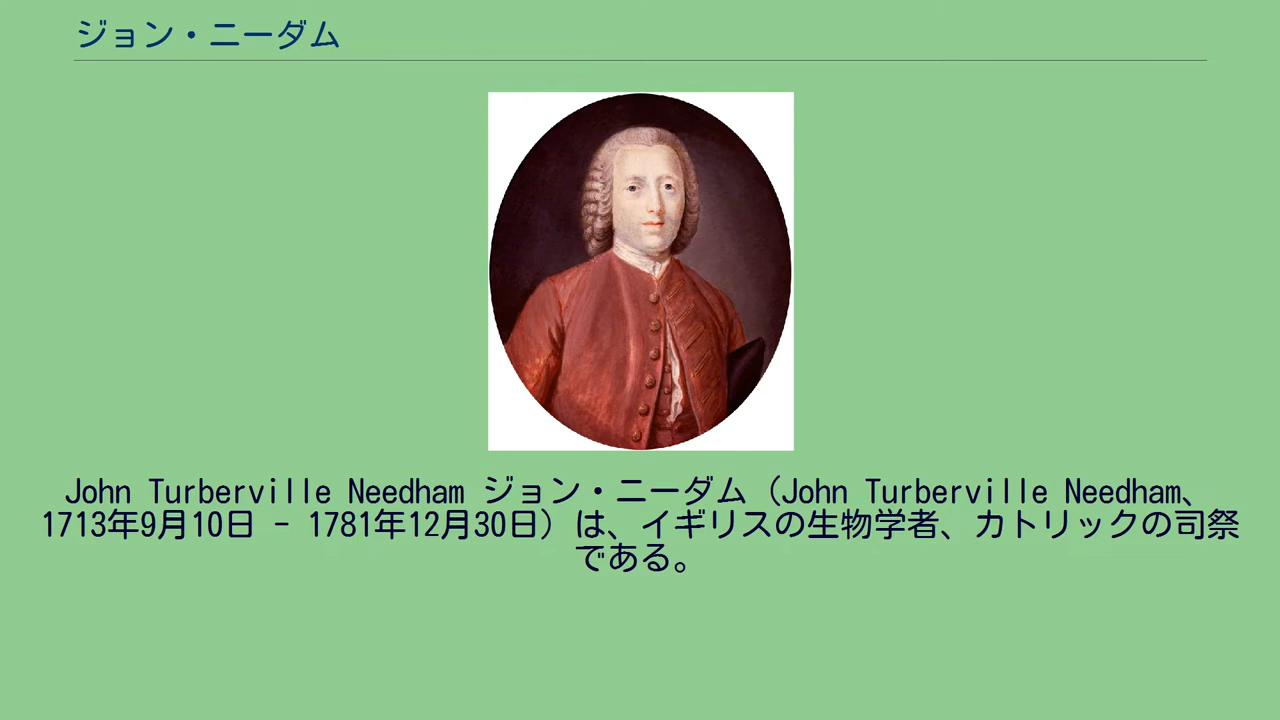 ジョン・ニーダム
John Turberville Needham ジョン・ニーダム（John Turberville Needham、
1713年9月10日 - 1781年12月30日）は、イギリスの生物学者、カトリックの司祭
である。